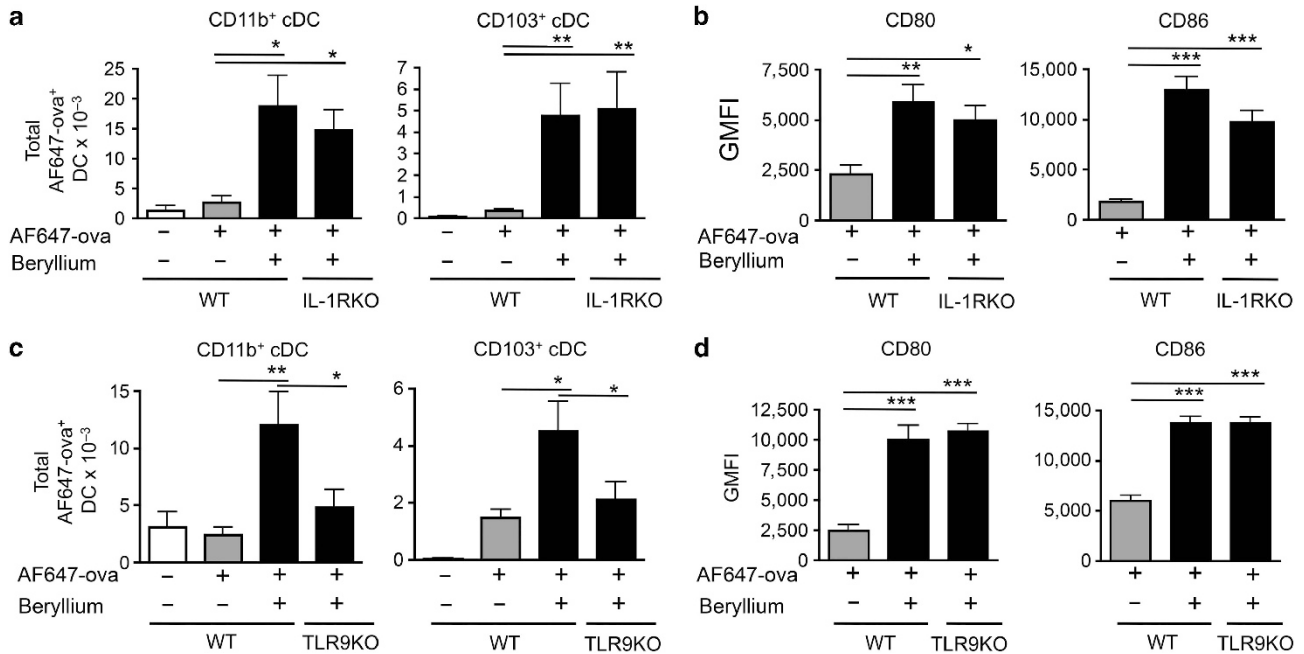 a
CD11b+ cDC
CD103+ cDC
* * ** **
Total
AF647-ova+
DC x 10⁻³
25
20
15
10
5
0
7
6
5
4
3
2
1
0
AF647-ova – + + + – + + +
Beryllium – – + + – – + +
WT IL-1RKO WT IL-1RKO
b
CD80
CD86
** * *** ***
GMFI
7,500
5,000
2,500
0
15,000
10,000
5,000
0
AF647-ova + + + + + +
Beryllium – + + – + +
WT IL-1RKO WT IL-1RKO
c
CD11b+ cDC
CD103+ cDC
** * * *
Total
AF647-ova+
DC x 10⁻³
15
10
5
0
6
4
2
0
AF647-ova – + + + – + + +
Beryllium – – + + – – + +
WT TLR9KO WT TLR9KO
d
CD80
CD86
*** *** *** ***
GMFI
12,500
10,000
7,500
5,000
2,500
0
15,000
10,000
5,000
0
AF647-ova + + + + + +
Beryllium – + + – + +
WT TLR9KO WT TLR9KO